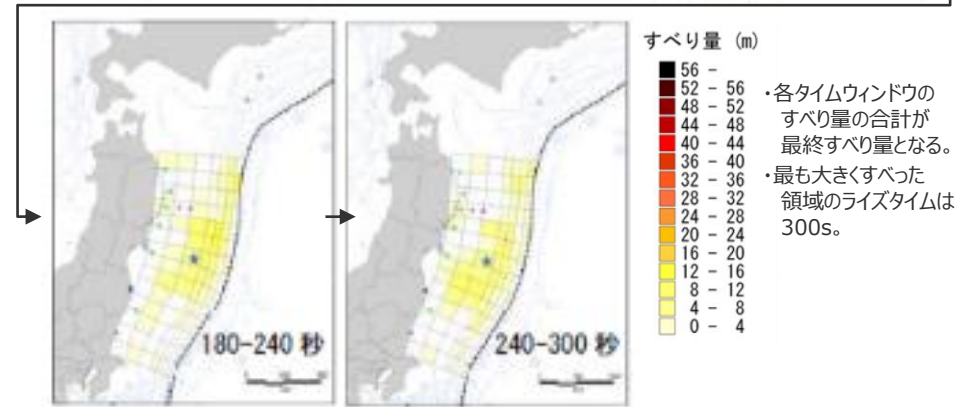 すべり量 (m)
56 -
52 - 56
48 - 52
44 - 48
40 - 44
36 - 40
32 - 36
28 - 32
24 - 28
20 - 24
16 - 20
12 - 16
8 - 12
4 - 8
0 - 4
・各タイムウィンドウの
すべり量の合計が
最終すべり量となる。
・最も大きくすべった
領域のライズタイムは
300s。
180-240 秒
240-300 秒